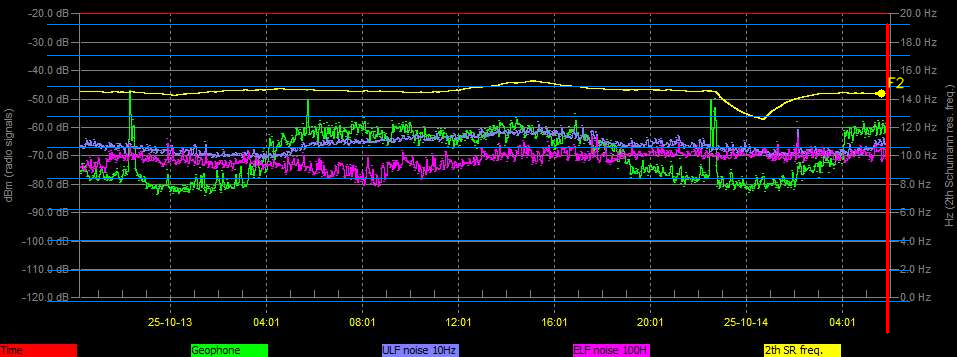 -20.0 dB 20.0 Hz
-30.0 dB 18.0 Hz
-40.0 dB 16.0 Hz
F2
-50.0 dB 14.0 Hz
-60.0 dB 12.0 Hz
-70.0 dB 10.0 Hz
-80.0 dB 8.0 Hz
-90.0 dB 6.0 Hz
-100.0 dB 4.0 Hz
-110.0 dB 2.0 Hz
-120.0 dB 0.0 Hz
dBm (radio signals)
Hz (2th Schumann res. freq.)
25-10-13 04:01 08:01 12:01 16:01 20:01 25-10-14 04:01
Time Geophone ULF noise 10Hz ELF noise 100H 2th SR freq.